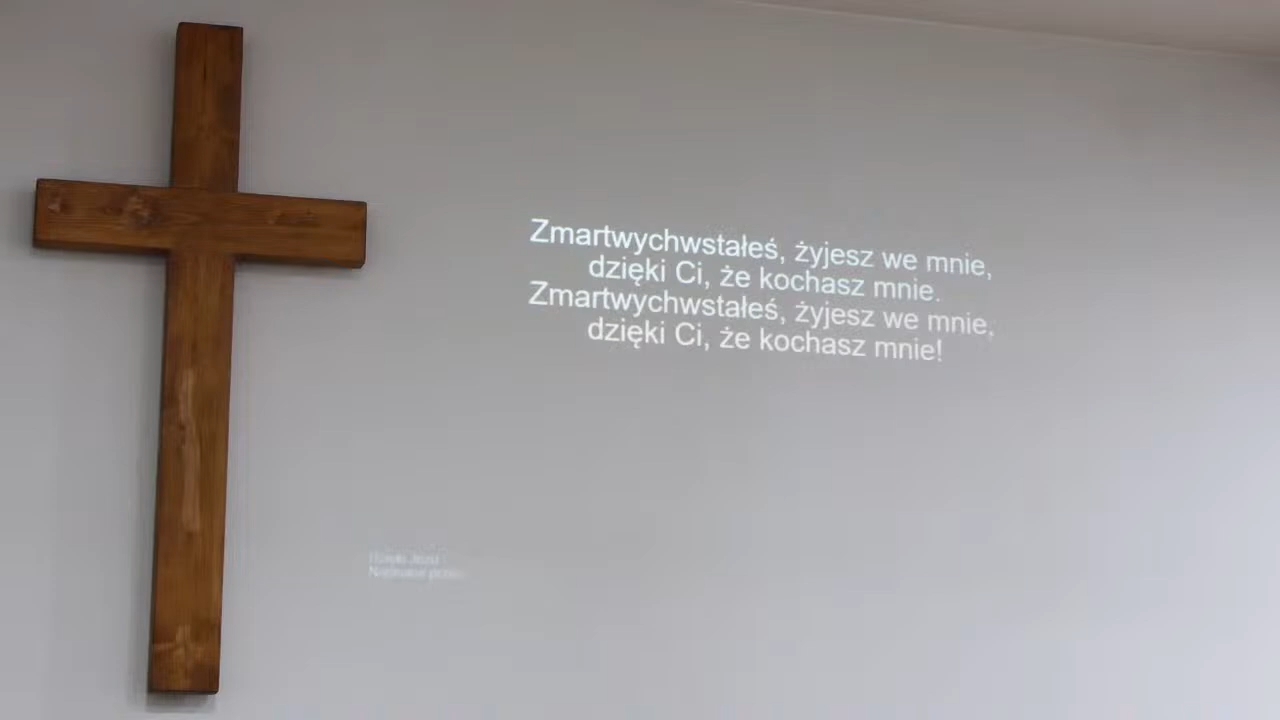 Zmartwychwstałeś, żyjesz we mnie,
dzięki Ci, że kochasz mnie.
Zmartwychwstałeś, żyjesz we mnie,
dzięki Ci, że kochasz mnie!